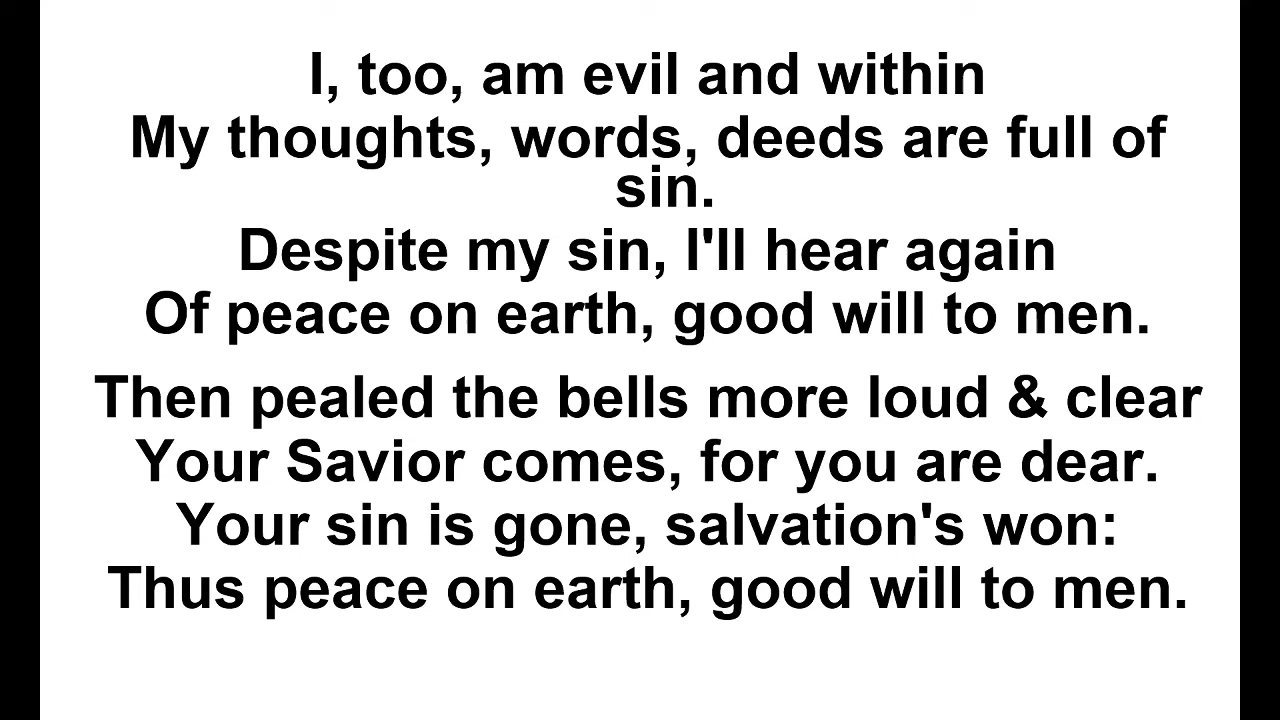 I, too, am evil and within
My thoughts, words, deeds are full of
sin.
Despite my sin, I'll hear again
Of peace on earth, good will to men.
Then pealed the bells more loud & clear
Your Savior comes, for you are dear.
Your sin is gone, salvation's won:
Thus peace on earth, good will to men.